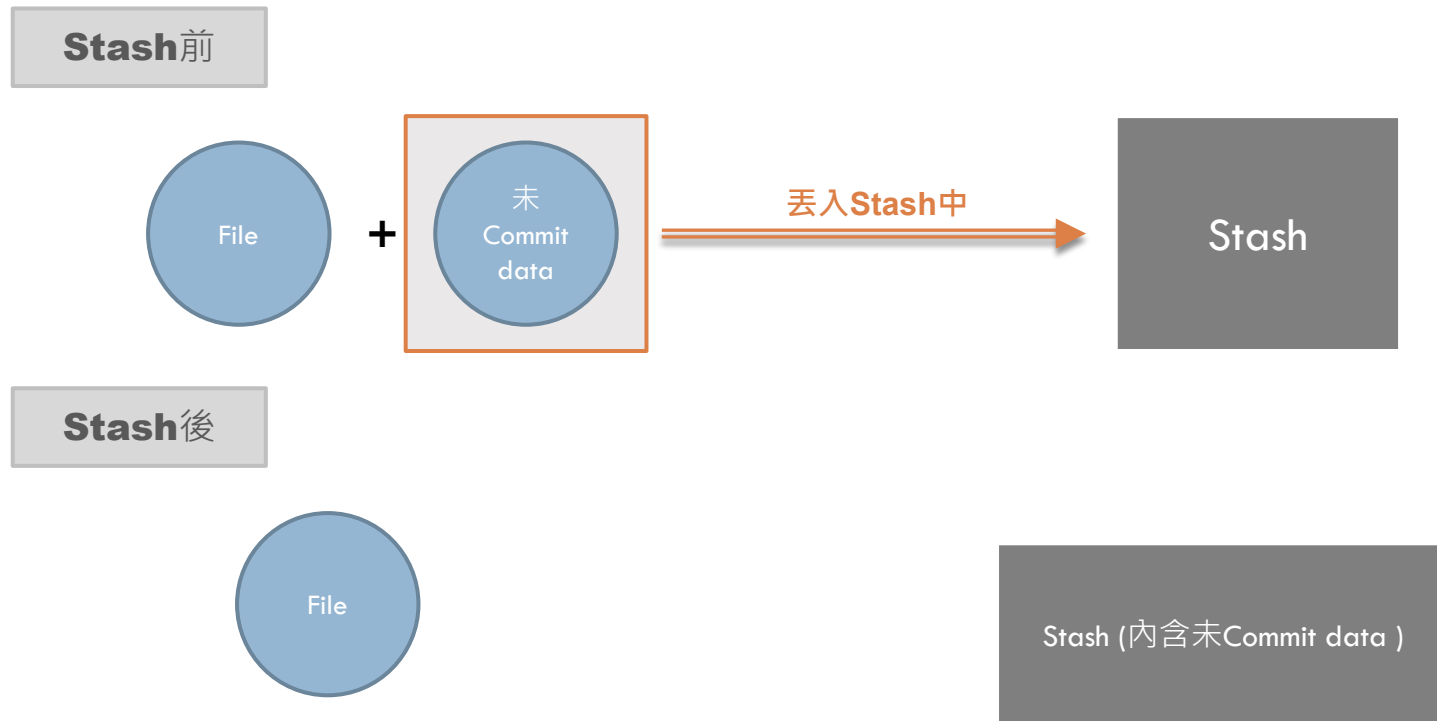 Stash前
File
+
未
Commit
data
丟入Stash中
Stash
Stash後
File
Stash (內含未Commit data )